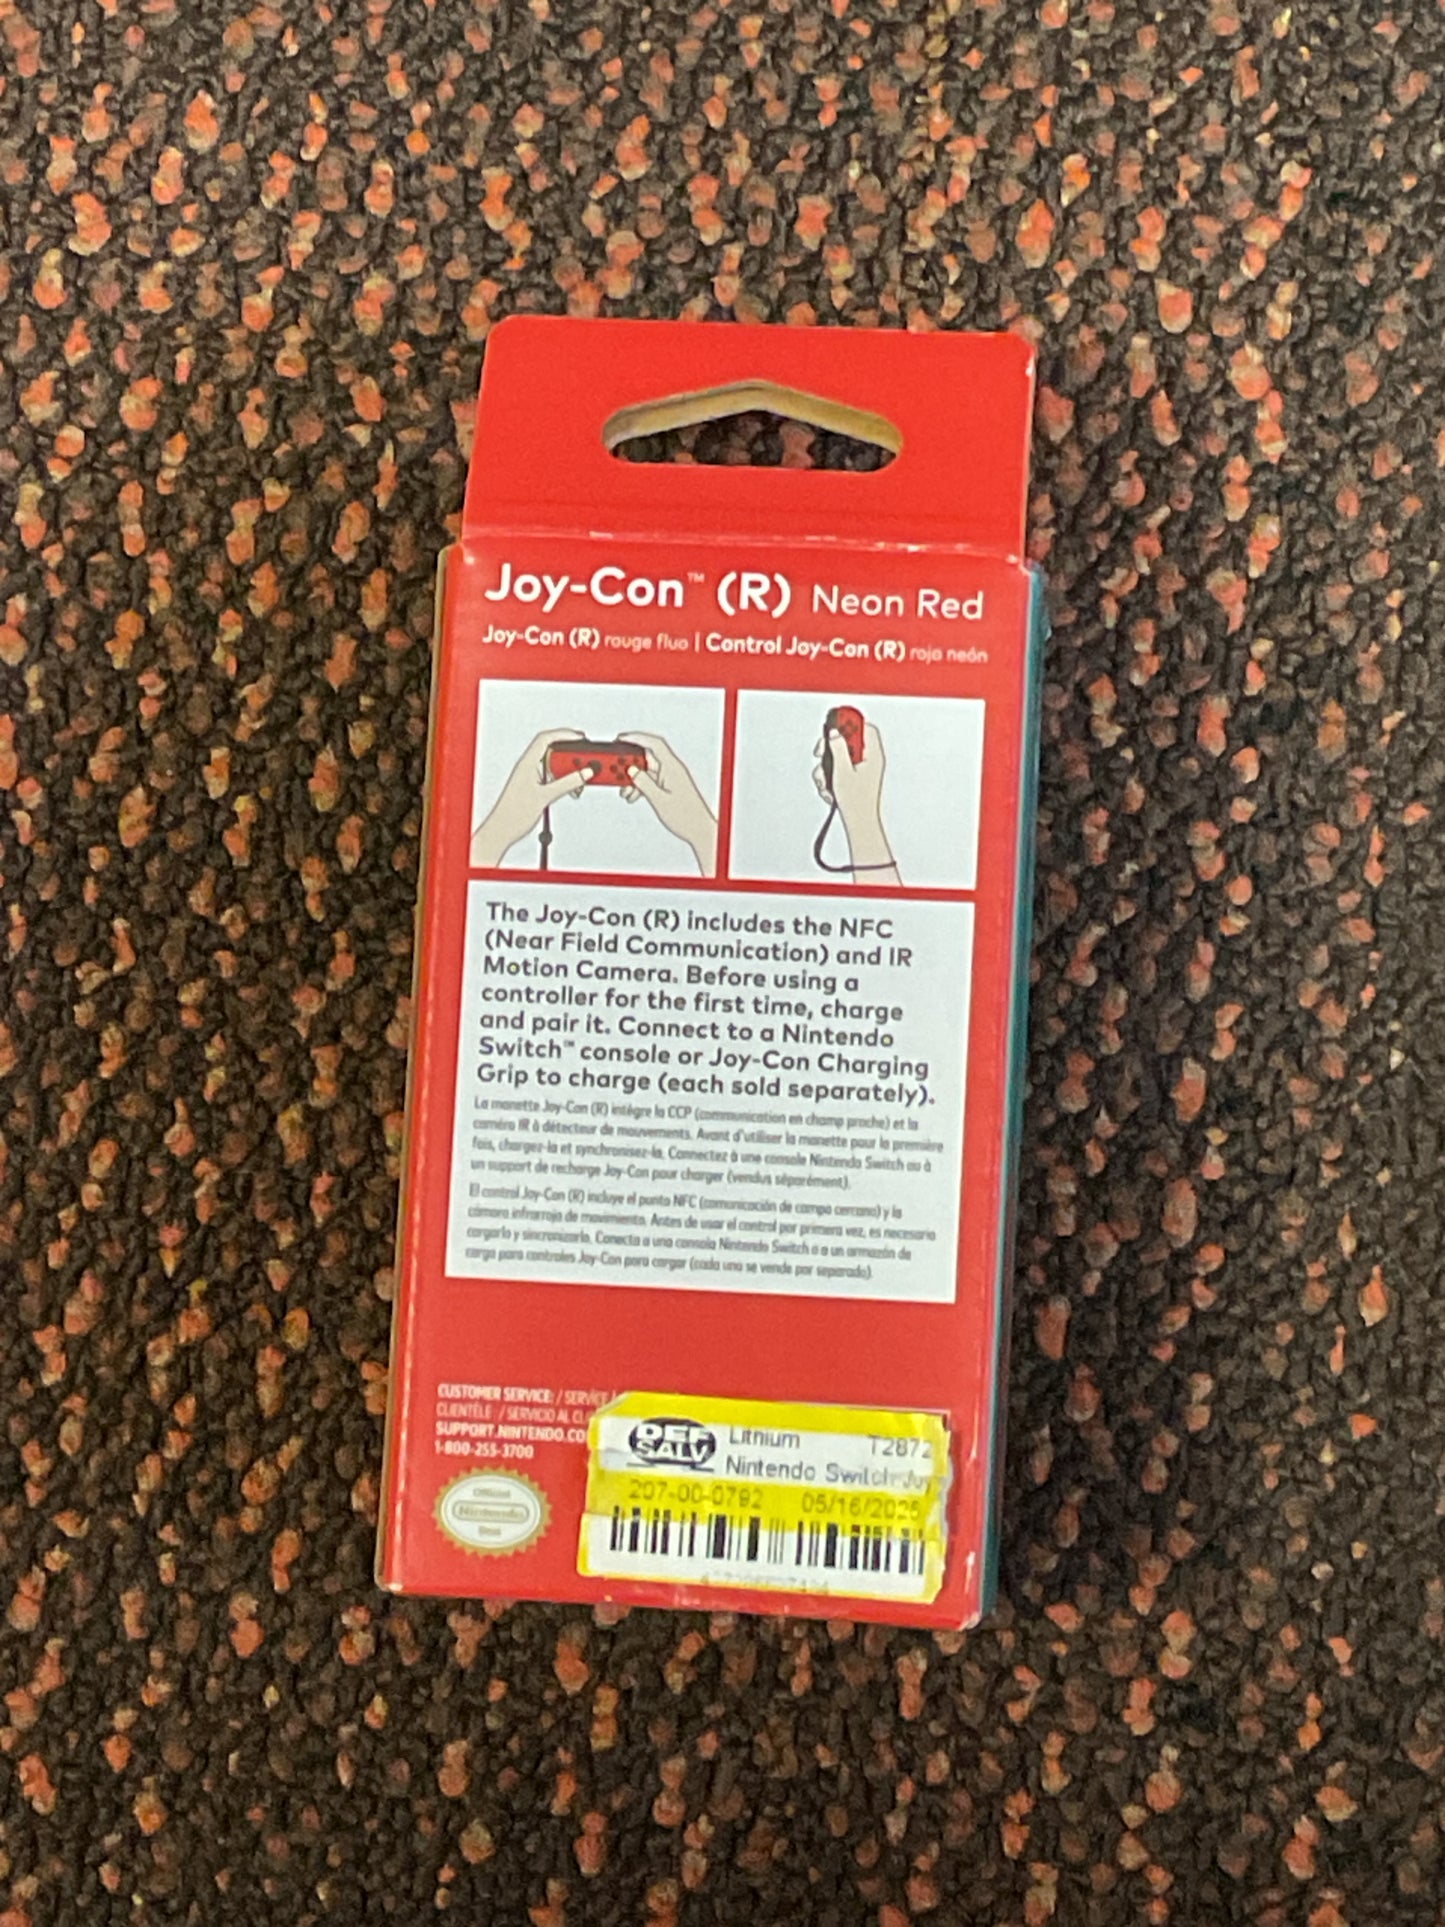 Joy-Con™ (R) Neon Red
Joy-Con (R) rouge fluo | Control Joy-Con (R) rojo neón
The Joy-Con (R) includes the NFC
(Near Field Communication) and IR
Motion Camera. Before using a
controller for the first time, charge
and pair it. Connect to a Nintendo
Switch™ console or Joy-Con Charging
Grip to charge (each sold separately).
La manette Joy-Con (R) intègre la CCP (communication en champ proche) et la
caméra IR à détecteur de mouvements. Avant d'utiliser la manette pour la première
fois, chargez-la et synchronisez-la. Connectez à une console Nintendo Switch ou à
un support de recharge Joy-Con pour charger (vendus séparément).
El control Joy-Con (R) incluye el punto NFC (comunicación de campo cercano) y la
cámara infrarroja de movimiento. Antes de usar el control por primera vez, es necesario
cargarlo y sincronizarlo. Conecta a una consola Nintendo Switch o a un armazón de
carga para controles Joy-Con para cargar (cada uno se vende por separado).
CUSTOMER SERVICE: / SERVICE
CLIENTÈLE : / SERVICIO AL CL
SUPPORT.NINTENDO.CO
1-800-255-3700
Official
Nintendo
Seal
Lithium T2872
Nintendo Switch Joy
207-00-0792 05/16/2025